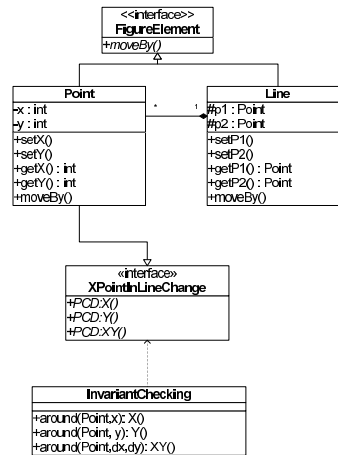 <<interface>>
FigureElement
+moveBy()
Point
-x : int
-y : int
+setX()
+setY()
+getX() : int
+getY() : int
+moveBy()
*
1
Line
#p1 : Point
#p2 : Point
+setP1()
+setP2()
+getP1() : Point
+getP2() : Point
+moveBy()
«interface»
XPointInLineChange
+PCD:X()
+PCD:Y()
+PCD:XY()
InvariantChecking
+around(Point,x): X()
+around(Point, y): Y()
+around(Point,dx,dy): XY()